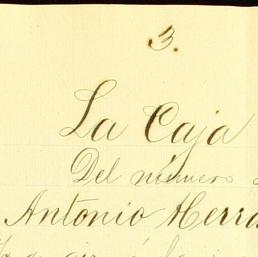 3.
La Caja
Del número
Antonio Herra